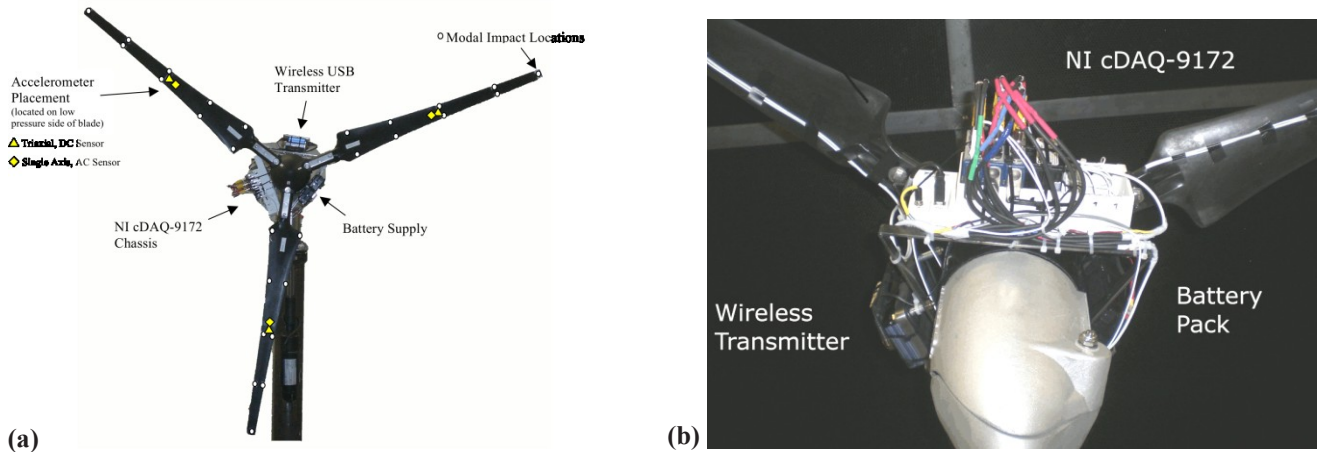 Modal Impact Locations
Wireless USB
Transmitter
Accelerometer
Placement
(located on low
pressure side of blade)
Triaxial, DC Sensor
Single Axis, AC Sensor
NI cDAQ-9172
Chassis
Battery Supply
(a)
NI cDAQ-9172
Wireless
Transmitter
Battery
Pack
(b)